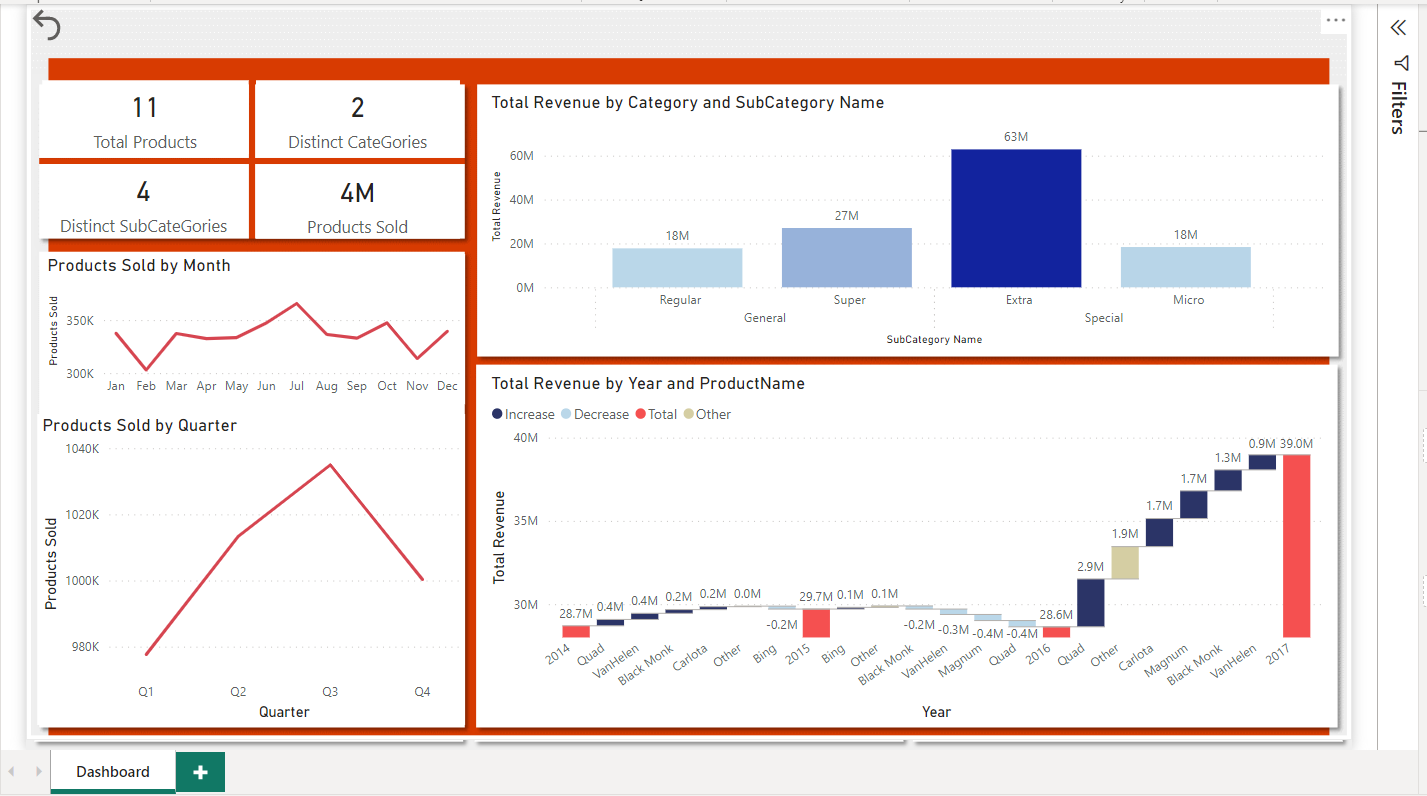 11
Total Products
2
Distinct CateGories
4
Distinct SubCateGories
4M
Products Sold
Products Sold by Month
Products Sold
350K
300K
Jan Feb Mar Apr May Jun Jul Aug Sep Oct Nov Dec
Products Sold by Quarter
Products Sold
1040K
1020K
1000K
980K
Q1 Q2 Q3 Q4
Quarter
Total Revenue by Category and SubCategory Name
Total Revenue
60M
40M
20M
0M
18M
27M
63M
18M
Regular Super Extra Micro
General Special
SubCategory Name
Total Revenue by Year and ProductName
Increase Decrease Total Other
Total Revenue
40M
35M
30M
28.7M 0.4M 0.4M 0.2M 0.2M 0.0M -0.2M 29.7M 0.1M 0.1M -0.2M -0.3M -0.4M -0.4M 28.6M 2.9M 1.9M 1.7M 1.7M 1.3M 0.9M 39.0M
2014 Quad VanHelen Black Monk Carlota Other Bing 2015 Bing Other Black Monk VanHelen Magnum Quad 2016 Quad Other Carlota Magnum Black Monk VanHelen 2017
Year
Filters
Dashboard